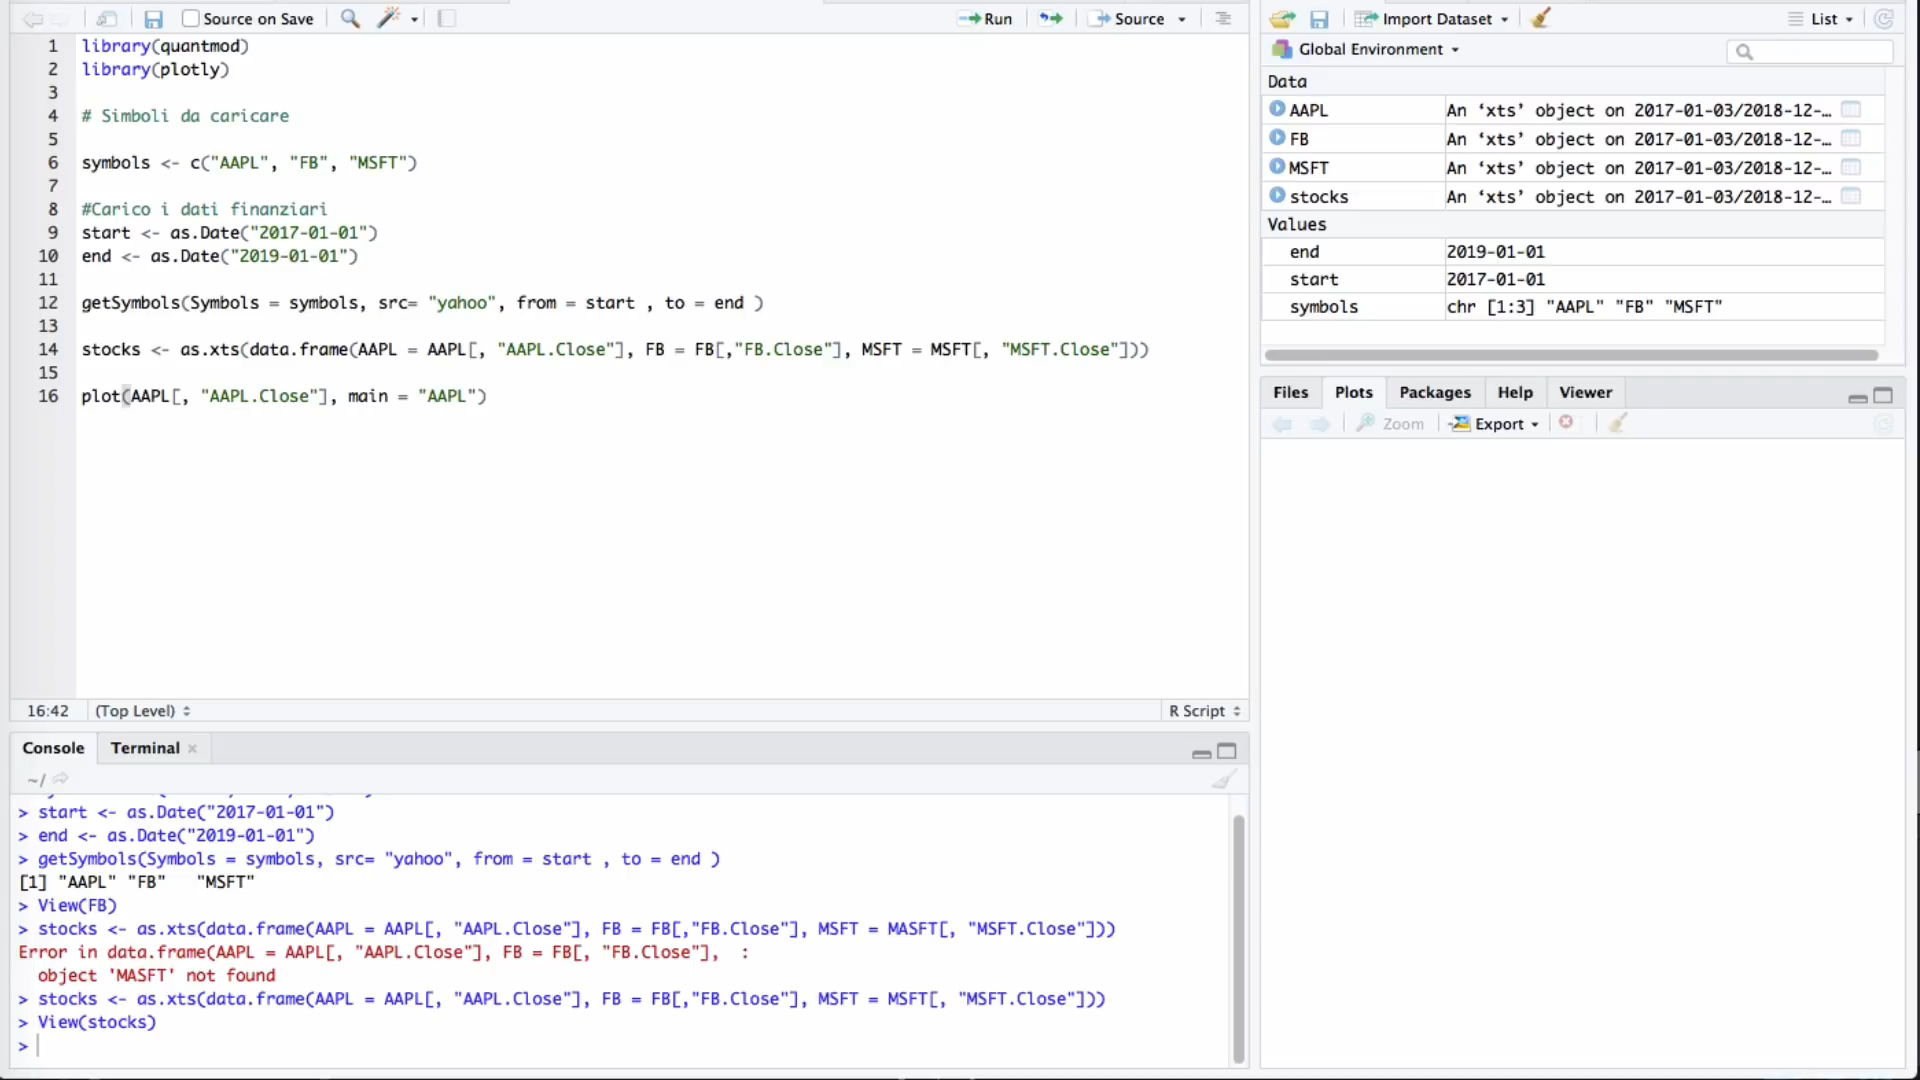 Source on Save
Run
Source
1 library(quantmod)
2 library(plotly)
3
4 # Simboli da caricare
5
6 symbols <- c("AAPL", "FB", "MSFT")
7
8 #Carico i dati finanziari
9 start <- as.Date("2017-01-01")
10 end <- as.Date("2019-01-01")
11
12 getSymbols(Symbols = symbols, src= "yahoo", from = start , to = end )
13
14 stocks <- as.xts(data.frame(AAPL = AAPL[, "AAPL.Close"], FB = FB[,"FB.Close"], MSFT = MSFT[, "MSFT.Close"]))
15
16 plot(AAPL[, "AAPL.Close"], main = "AAPL")
16:42 (Top Level) R Script
Console Terminal
~/
> start <- as.Date("2017-01-01")
> end <- as.Date("2019-01-01")
> getSymbols(Symbols = symbols, src= "yahoo", from = start , to = end )
[1] "AAPL" "FB"   "MSFT"
> View(FB)
> stocks <- as.xts(data.frame(AAPL = AAPL[, "AAPL.Close"], FB = FB[,"FB.Close"], MSFT = MASFT[, "MSFT.Close"]))
Error in data.frame(AAPL = AAPL[, "AAPL.Close"], FB = FB[, "FB.Close"],  :
  object 'MASFT' not found
> stocks <- as.xts(data.frame(AAPL = AAPL[, "AAPL.Close"], FB = FB[,"FB.Close"], MSFT = MSFT[, "MSFT.Close"]))
> View(stocks)
>
Import Dataset List
Global Environment
Data
AAPL An ‘xts’ object on 2017-01-03/2018-12-…
FB An ‘xts’ object on 2017-01-03/2018-12-…
MSFT An ‘xts’ object on 2017-01-03/2018-12-…
stocks An ‘xts’ object on 2017-01-03/2018-12-…
Values
end 2019-01-01
start 2017-01-01
symbols chr [1:3] "AAPL" "FB" "MSFT"
Files Plots Packages Help Viewer
Zoom Export